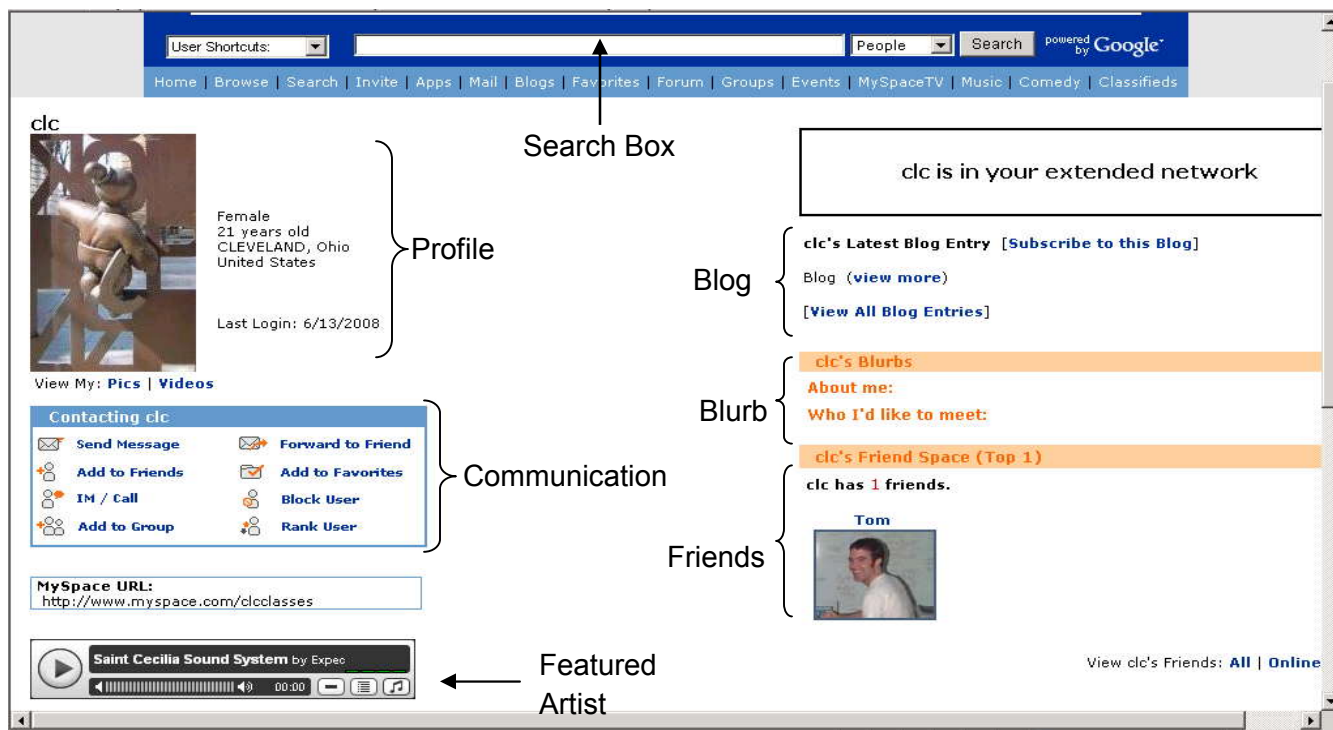 User Shortcuts:
People
Search
powered by Google
Home | Browse | Search | Invite | Apps | Mail | Blogs | Favorites | Forum | Groups | Events | MySpaceTV | Music | Comedy | Classifieds
clc
Search Box
Female
21 years old
CLEVELAND, Ohio
United States
Last Login: 6/13/2008
Profile
View My: Pics | Videos
Contacting clc
Send Message
Forward to Friend
Add to Friends
Add to Favorites
IM / Call
Block User
Add to Group
Rank User
Communication
MySpace URL:
http://www.myspace.com/clcclasses
Saint Cecilia Sound System by Expec
00:00
Featured
Artist
clc is in your extended network
Blog
clc's Latest Blog Entry [Subscribe to this Blog]
Blog (view more)
[View All Blog Entries]
Blurb
clc's Blurbs
About me:
Who I'd like to meet:
Friends
clc's Friend Space (Top 1)
clc has 1 friends.
Tom
View clc's Friends: All | Online